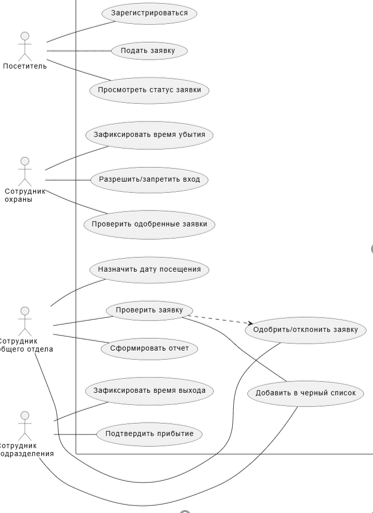 Зарегистрироваться
Подать заявку
Посетитель
Просмотреть статус заявки
Зафиксировать время убытия
Разрешить/запретить вход
Сотрудник
охраны
Проверить одобренные заявки
Назначить дату посещения
Проверить заявку
Одобрить/отклонить заявку
Сотрудник
общего отдела
Сформировать отчет
Зафиксировать время выхода
Добавить в черный список
Подтвердить прибытие
Сотрудник
одразделения